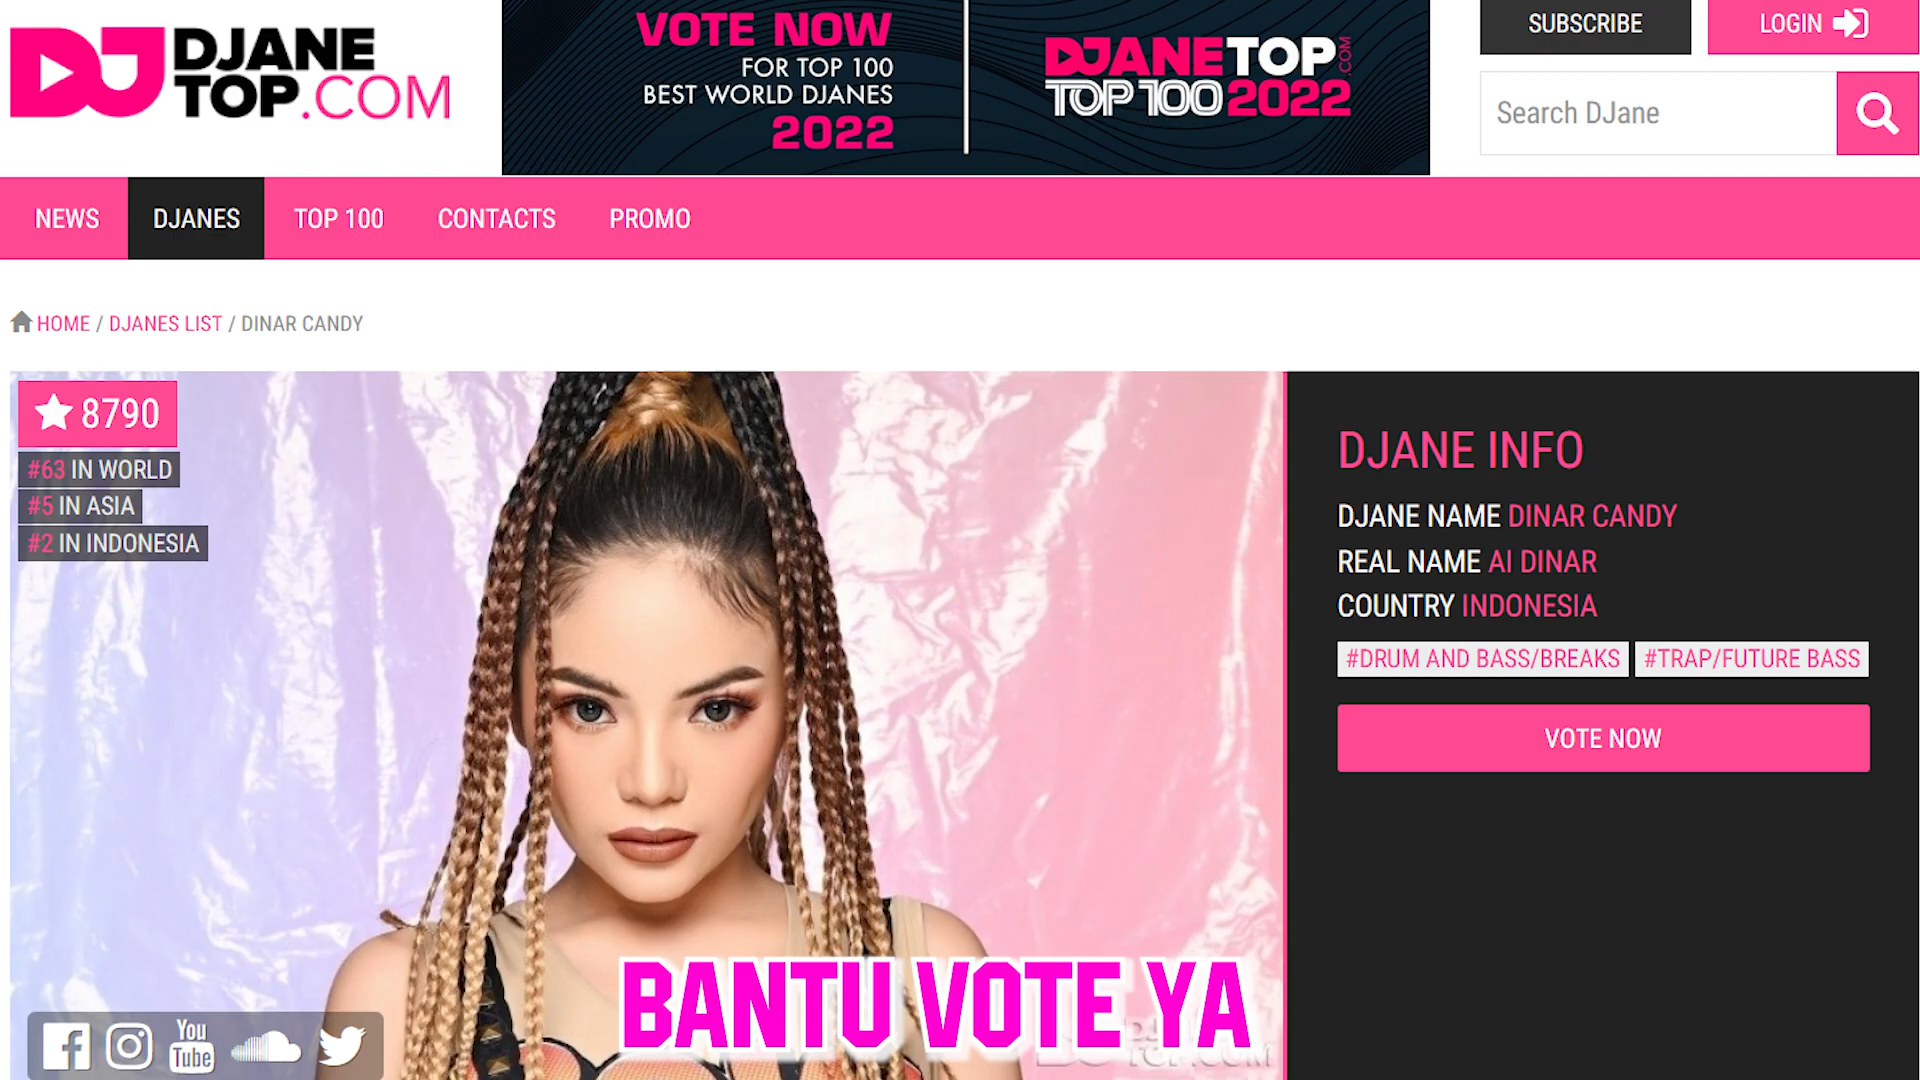 DJ DJANE
TOP.COM
VOTE NOW
FOR TOP 100
BEST WORLD DJANES
2022
DJANETOP.COM
TOP 100 2022
SUBSCRIBE
LOGIN
Search DJane
NEWS
DJANES
TOP 100
CONTACTS
PROMO
HOME / DJANES LIST / DINAR CANDY
8790
#63 IN WORLD
#5 IN ASIA
#2 IN INDONESIA
DJANE INFO
DJANE NAME DINAR CANDY
REAL NAME AI DINAR
COUNTRY INDONESIA
#DRUM AND BASS/BREAKS #TRAP/FUTURE BASS
VOTE NOW
BANTU VOTE YA
You
Tube
TOP.COM